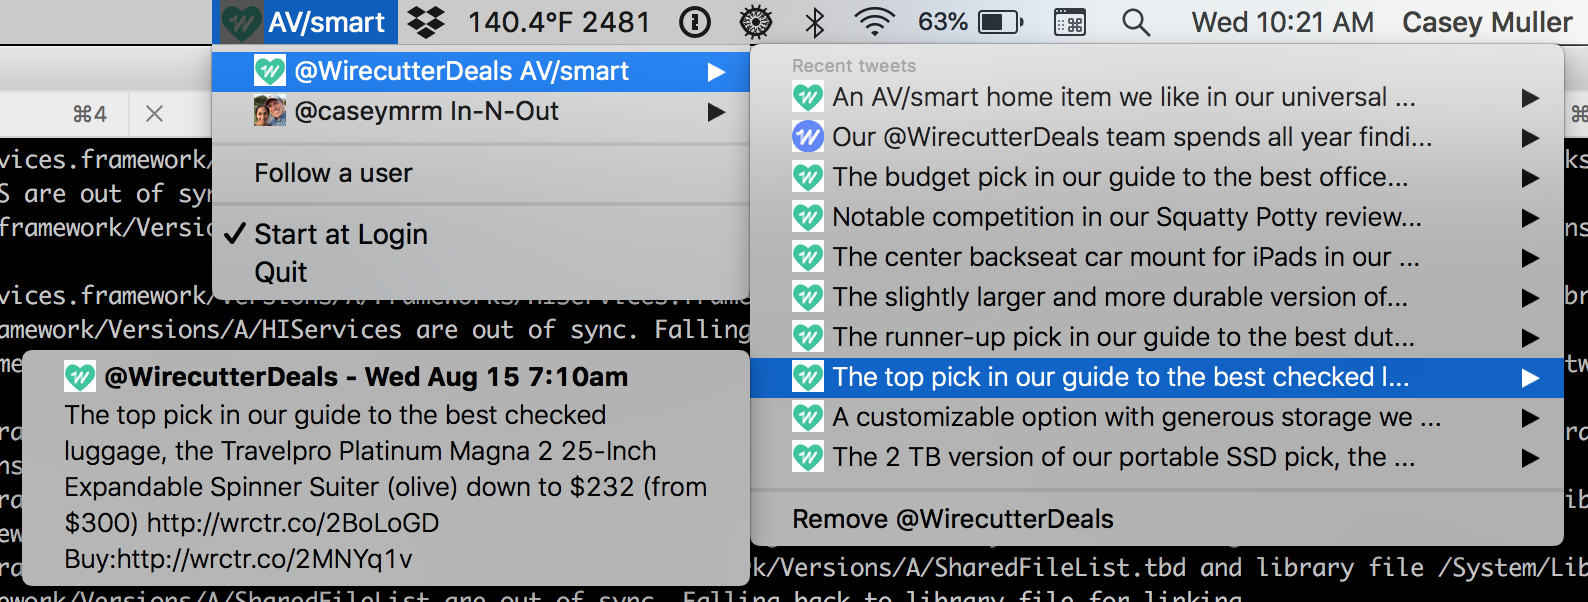 AV/smart 140.4°F 2481 63% Wed 10:21 AM Casey Muller
@WirecutterDeals AV/smart
@caseymrm In-N-Out
Follow a user
✓ Start at Login
Quit
Recent tweets
An AV/smart home item we like in our universal ...
Our @WirecutterDeals team spends all year findi...
The budget pick in our guide to the best office...
Notable competition in our Squatty Potty review...
The center backseat car mount for iPads in our ...
The slightly larger and more durable version of...
The runner-up pick in our guide to the best dut...
The top pick in our guide to the best checked l...
A customizable option with generous storage we ...
The 2 TB version of our portable SSD pick, the ...
Remove @WirecutterDeals
@WirecutterDeals - Wed Aug 15 7:10am
The top pick in our guide to the best checked
luggage, the Travelpro Platinum Magna 2 25-Inch
Expandable Spinner Suiter (olive) down to $232 (from
$300) http://wrctr.co/2BoLoGD
Buy:http://wrctr.co/2MNYq1v
⌘4
vices.framework/
S are out of syn
framework/Versio
vices.framework/
amework/Versions/A/HIServices are out of sync. Falling
k/Versions/A/SharedFileList.tbd and library file /System/Lib
ework/Versions/A/SharedFileList are out of sync. Falling back to library file for linking